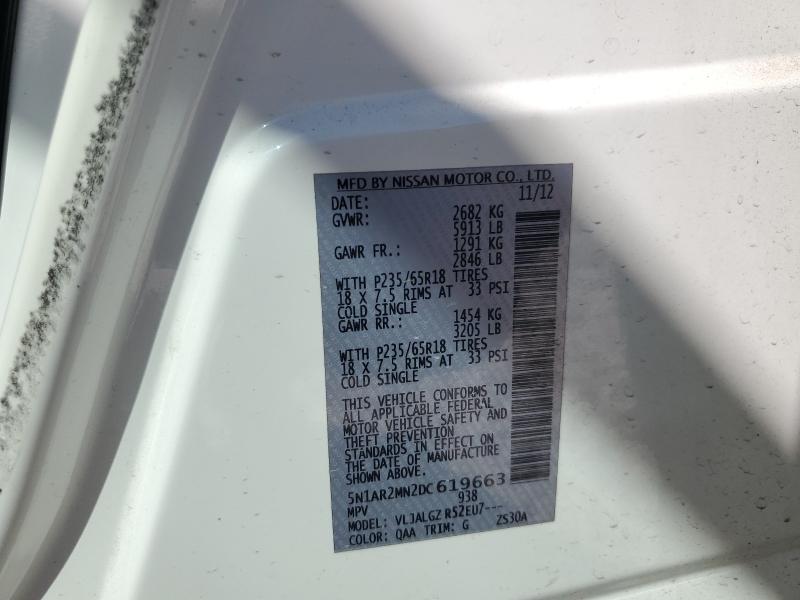 MFD BY NISSAN MOTOR CO., LTD.
DATE: 11/12
GVWR: 2682 KG
5913 LB
GAWR FR.: 1291 KG
2846 LB
WITH P235/65R18 TIRES
18 X 7.5 RIMS AT 33 PSI
COLD SINGLE
GAWR RR.: 1454 KG
3205 LB
WITH P235/65R18 TIRES
18 X 7.5 RIMS AT 33 PSI
COLD SINGLE
THIS VEHICLE CONFORMS TO
ALL APPLICABLE FEDERAL
MOTOR VEHICLE SAFETY AND
THEFT PREVENTION
STANDARDS IN EFFECT ON
THE DATE OF MANUFACTURE
SHOWN ABOVE.
5N1AR2MN2DC619663
MPV 938
MODEL: VLJALGZ R52EU7---
COLOR: QAA TRIM: G ZS30A